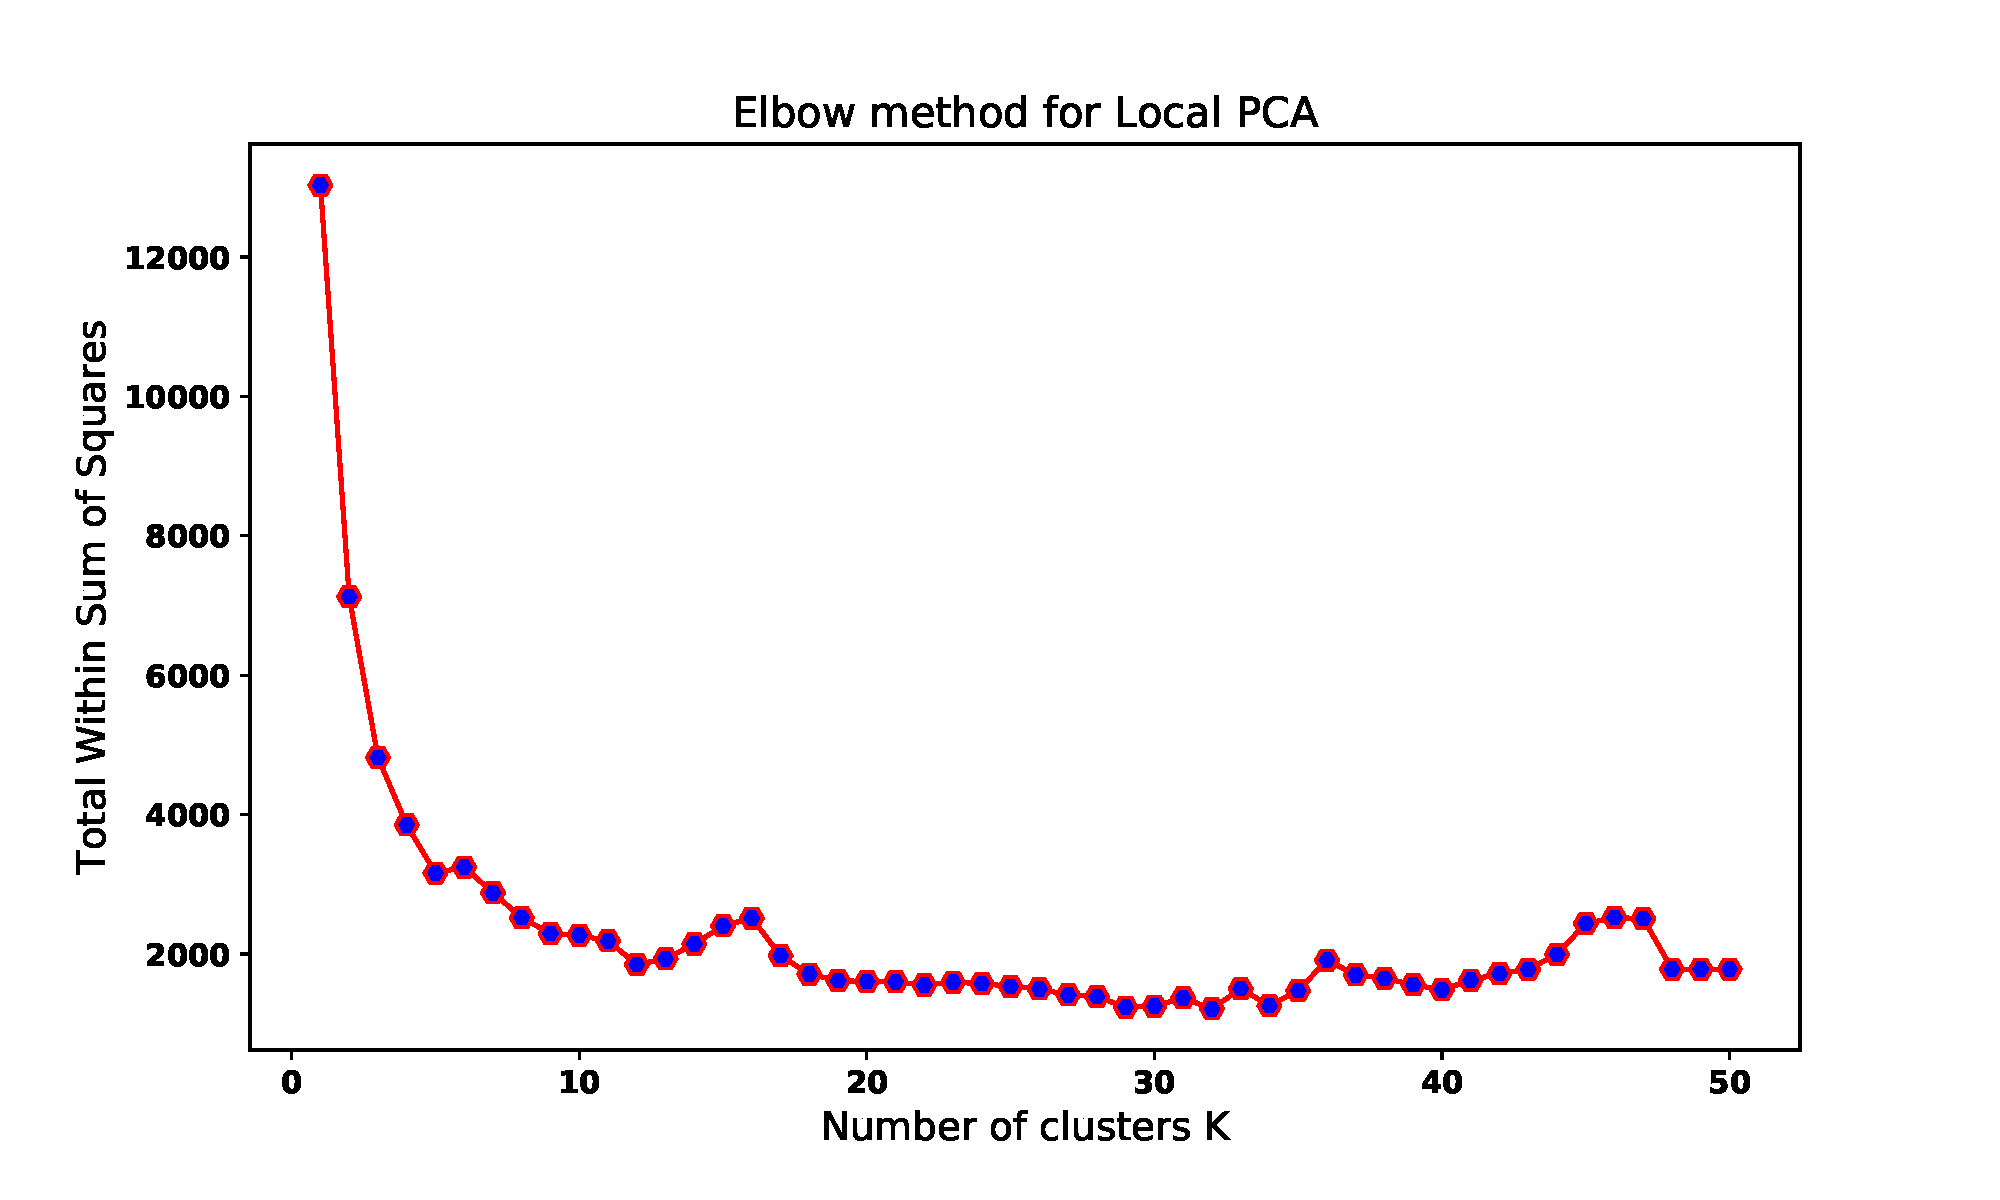 Elbow method for Local PCA
Total Within Sum of Squares
12000
10000
8000
6000
4000
2000
0 10 20 30 40 50
Number of clusters K